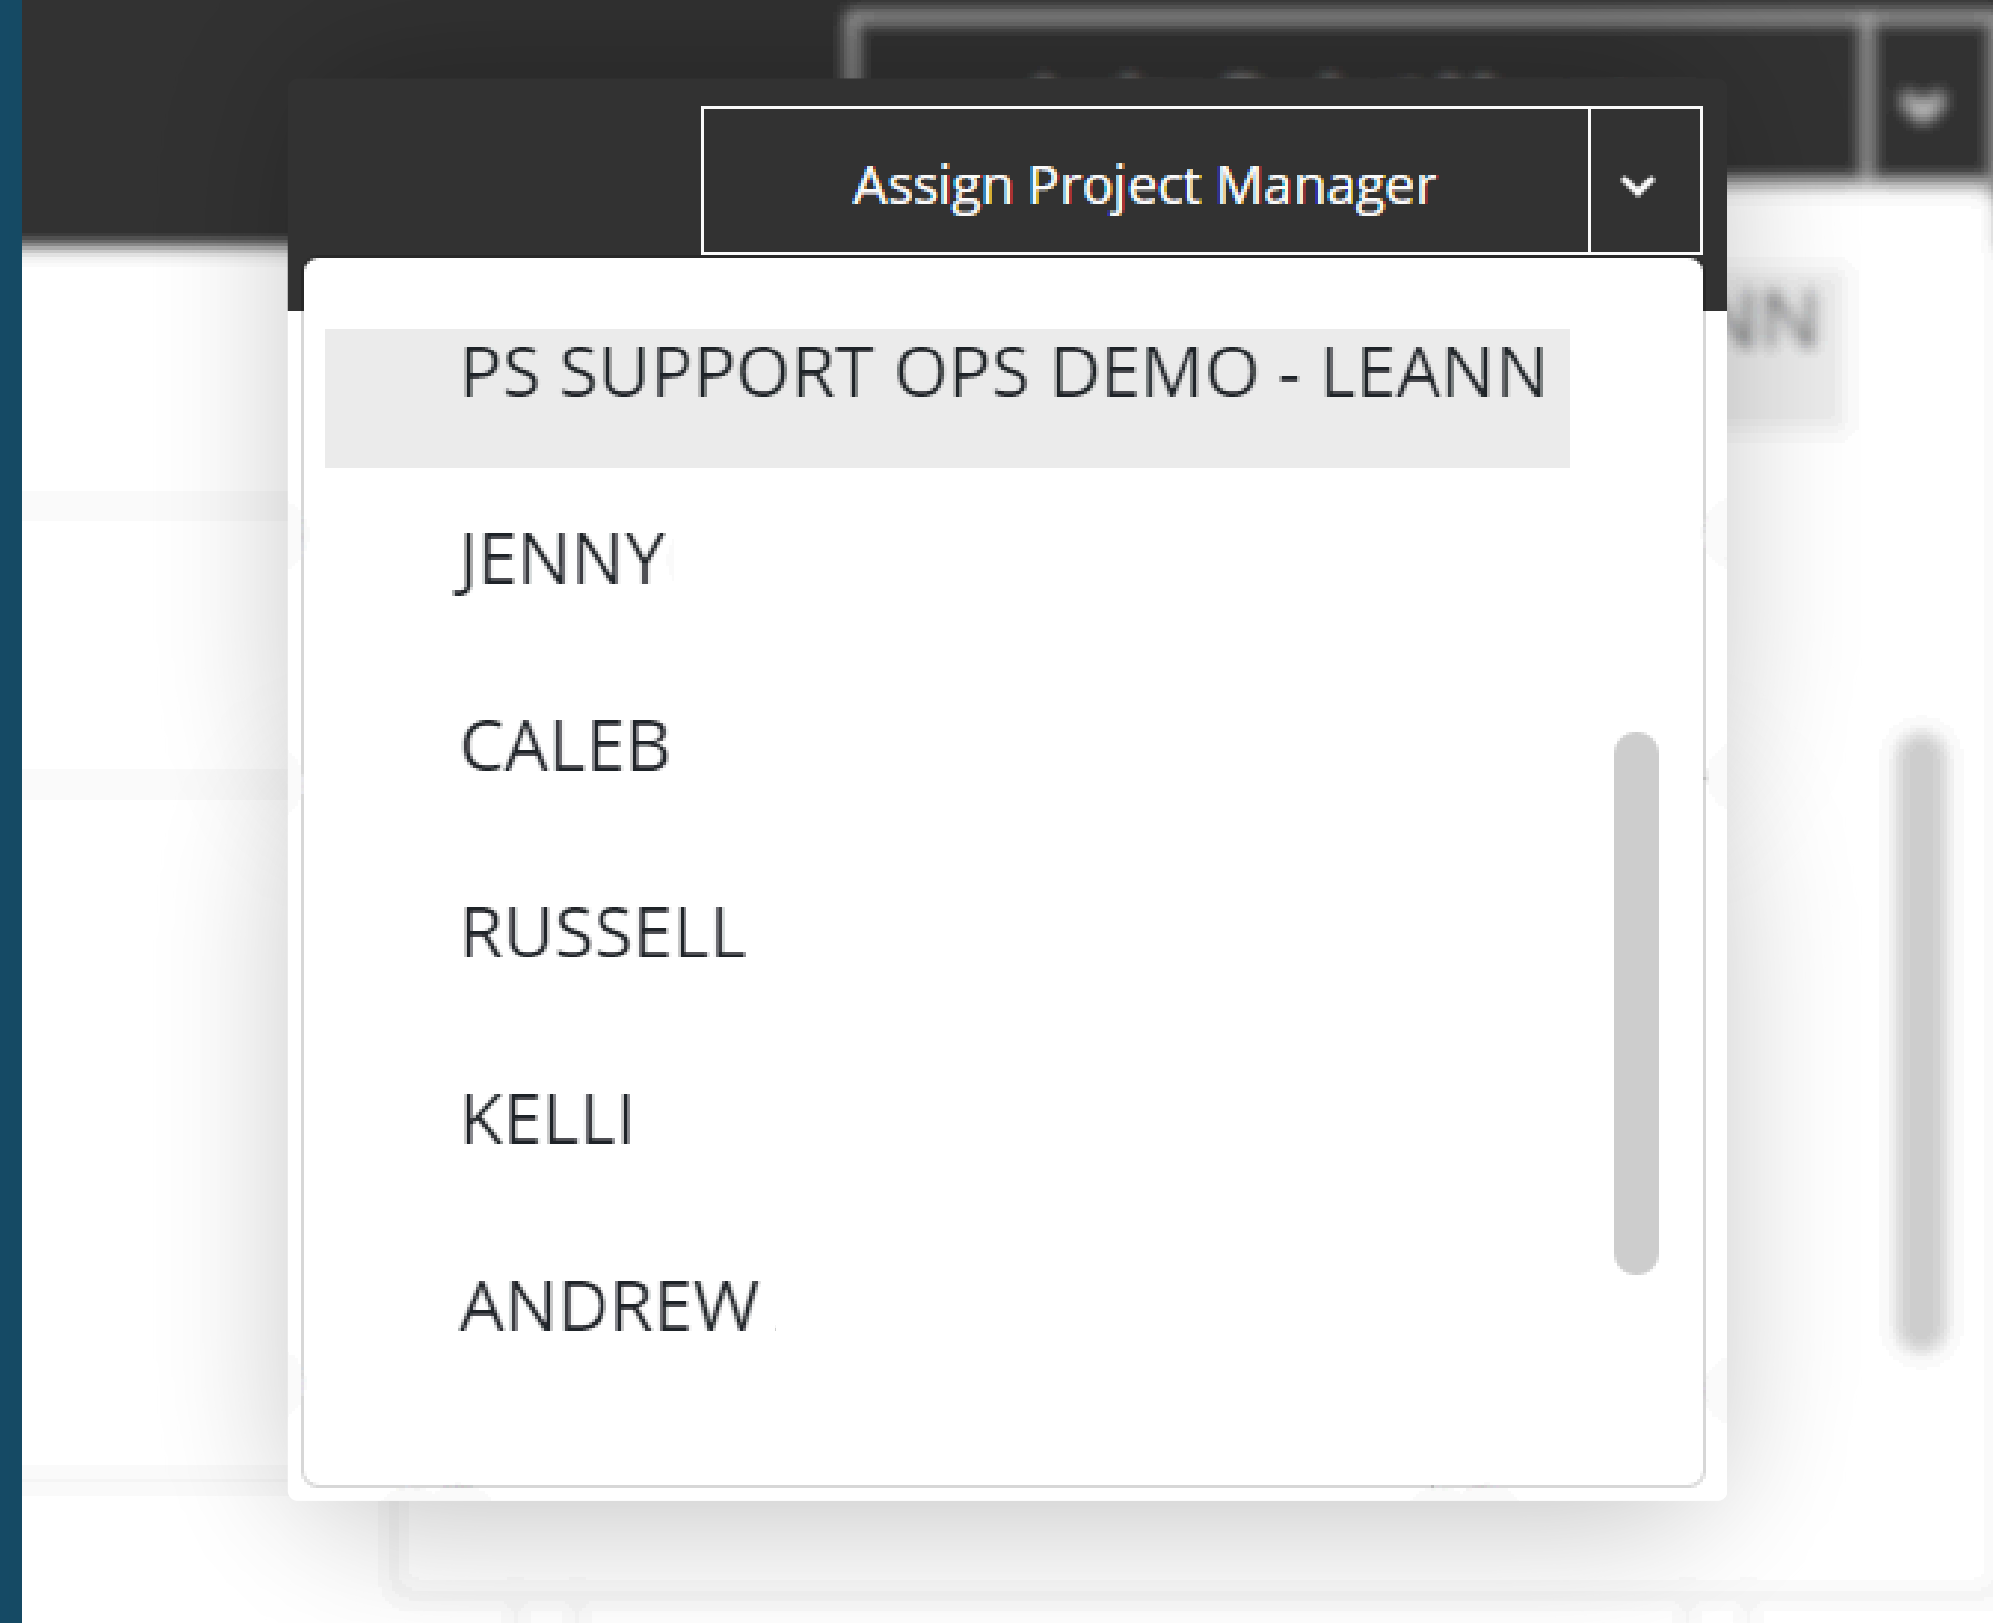 Assign Project Manager
PS SUPPORT OPS DEMO - LEANN
JENNY
CALEB
RUSSELL
KELLI
ANDREW